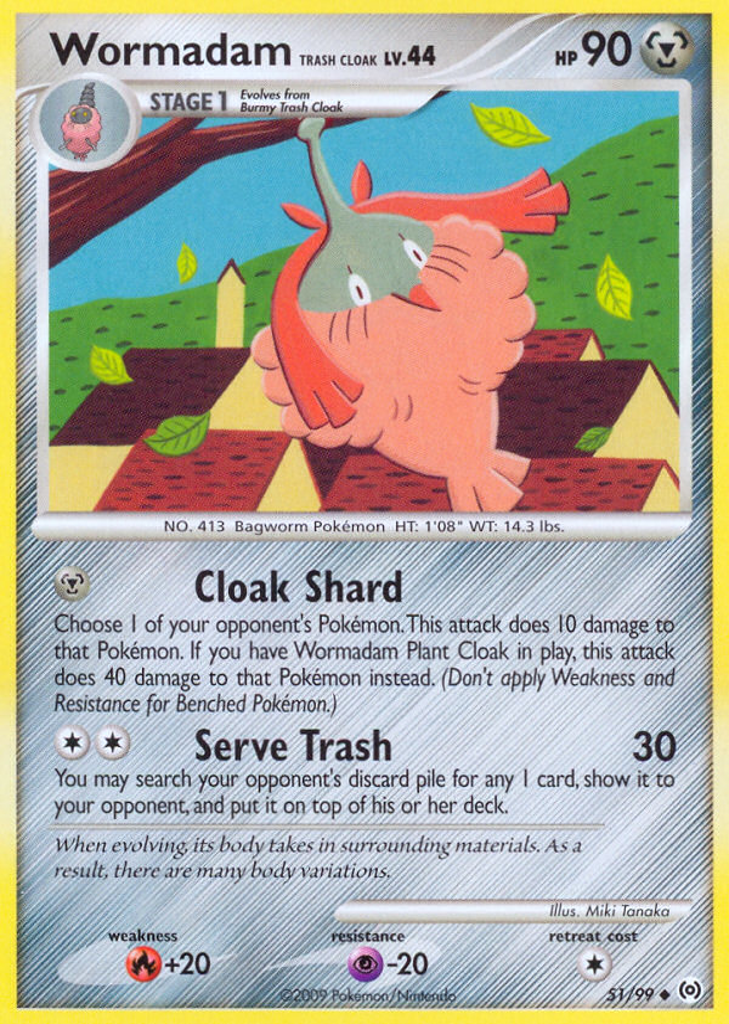 Wormadam TRASH CLOAK LV.44 HP 90
STAGE 1 Evolves from
Burmy Trash Cloak
NO. 413 Bagworm Pokémon HT: 1'08" WT: 14.3 lbs.
Cloak Shard
Choose 1 of your opponent's Pokémon. This attack does 10 damage to
that Pokémon. If you have Wormadam Plant Cloak in play, this attack
does 40 damage to that Pokémon instead. (Don't apply Weakness and
Resistance for Benched Pokémon.)
Serve Trash 30
You may search your opponent's discard pile for any 1 card, show it to
your opponent, and put it on top of his or her deck.
When evolving, its body takes in surrounding materials. As a
result, there are many body variations.
Illus. Miki Tanaka
weakness resistance retreat cost
+20 -20
©2009 Pokémon/Nintendo 51/99